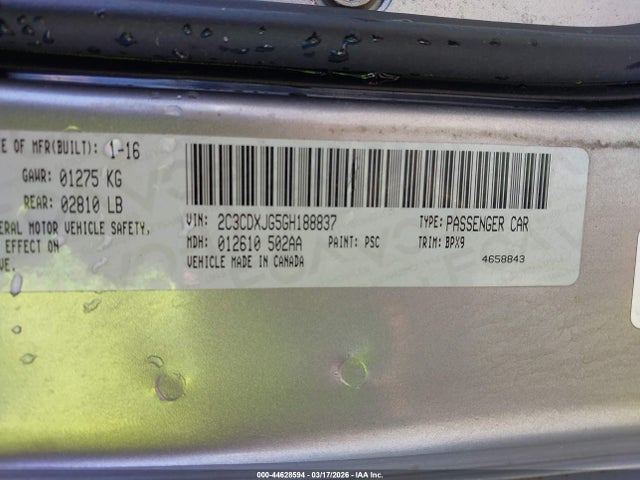 E OF MFR(BUILT): 1-16
GAWR: 01275 KG
REAR: 02810 LB
ERAL MOTOR VEHICLE SAFETY,
EFFECT ON
VE.
VIN: 2C3CDXJG5GH188837
TYPE: PASSENGER CAR
MDH: 012610 502AA PAINT: PSC
TRIM: BPX9
VEHICLE MADE IN CANADA
4658843
000-44628594 - 03/17/2026 - IAA Inc.